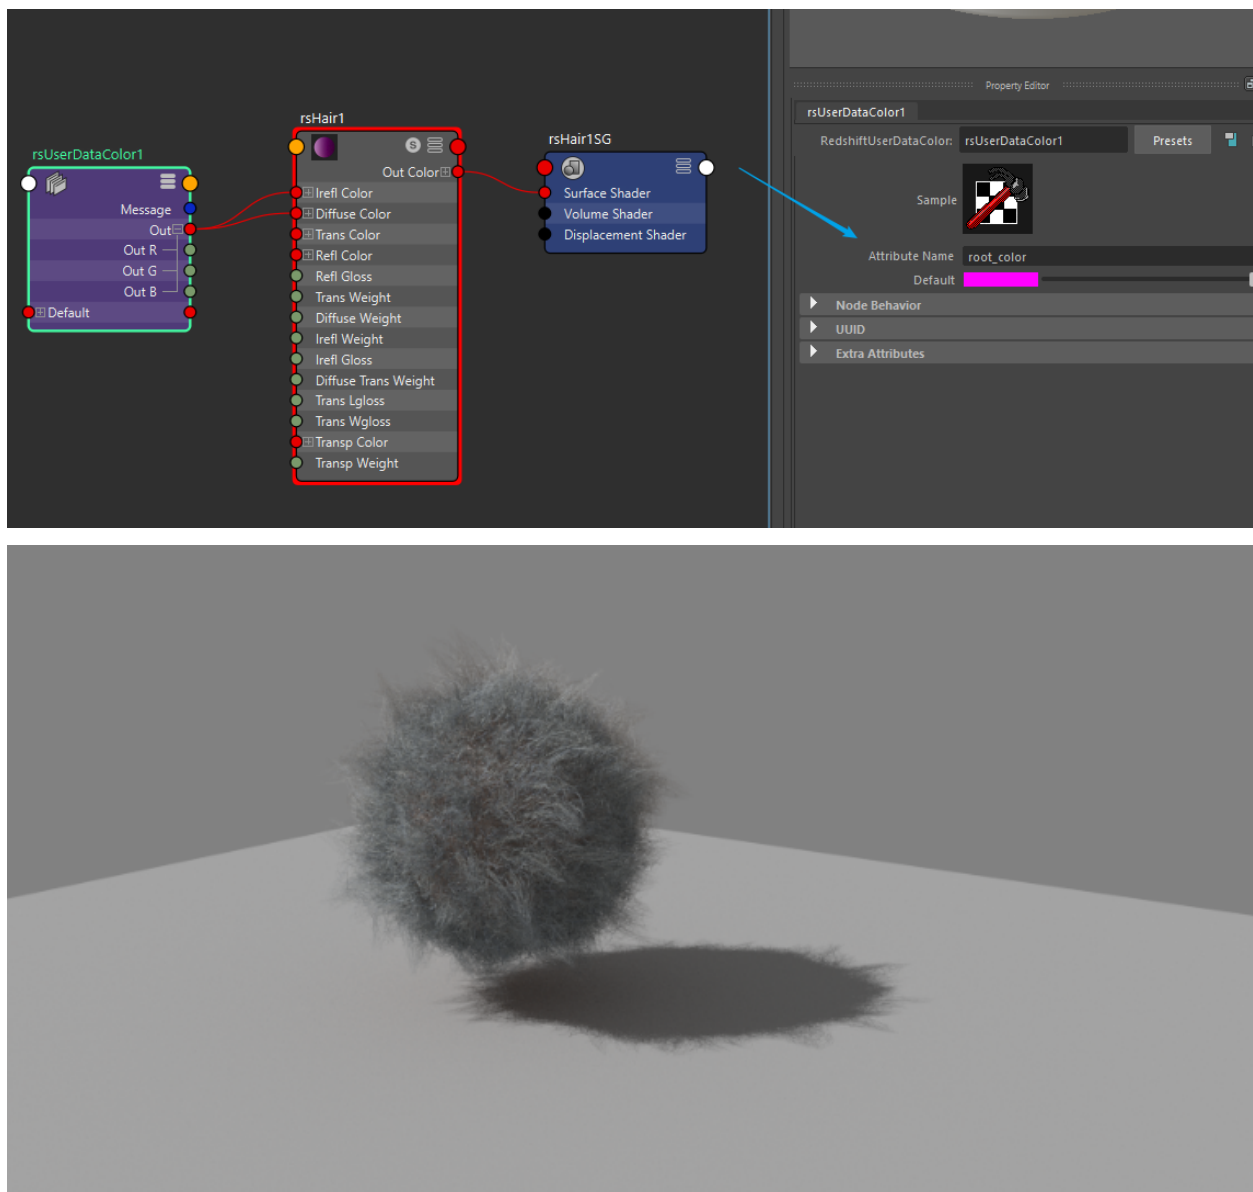 rsUserDataColor1
Message
Out
Out R
Out G
Out B
Default
rsHair1
S
Out Color
Irefl Color
Diffuse Color
Trans Color
Refl Color
Refl Gloss
Trans Weight
Diffuse Weight
Irefl Weight
Irefl Gloss
Diffuse Trans Weight
Trans Lgloss
Trans Wgloss
Transp Color
Transp Weight
rsHair1SG
Surface Shader
Volume Shader
Displacement Shader
Property Editor
rsUserDataColor1
RedshiftUserDataColor: rsUserDataColor1 Presets
Sample
Attribute Name root_color
Default
Node Behavior
UUID
Extra Attributes